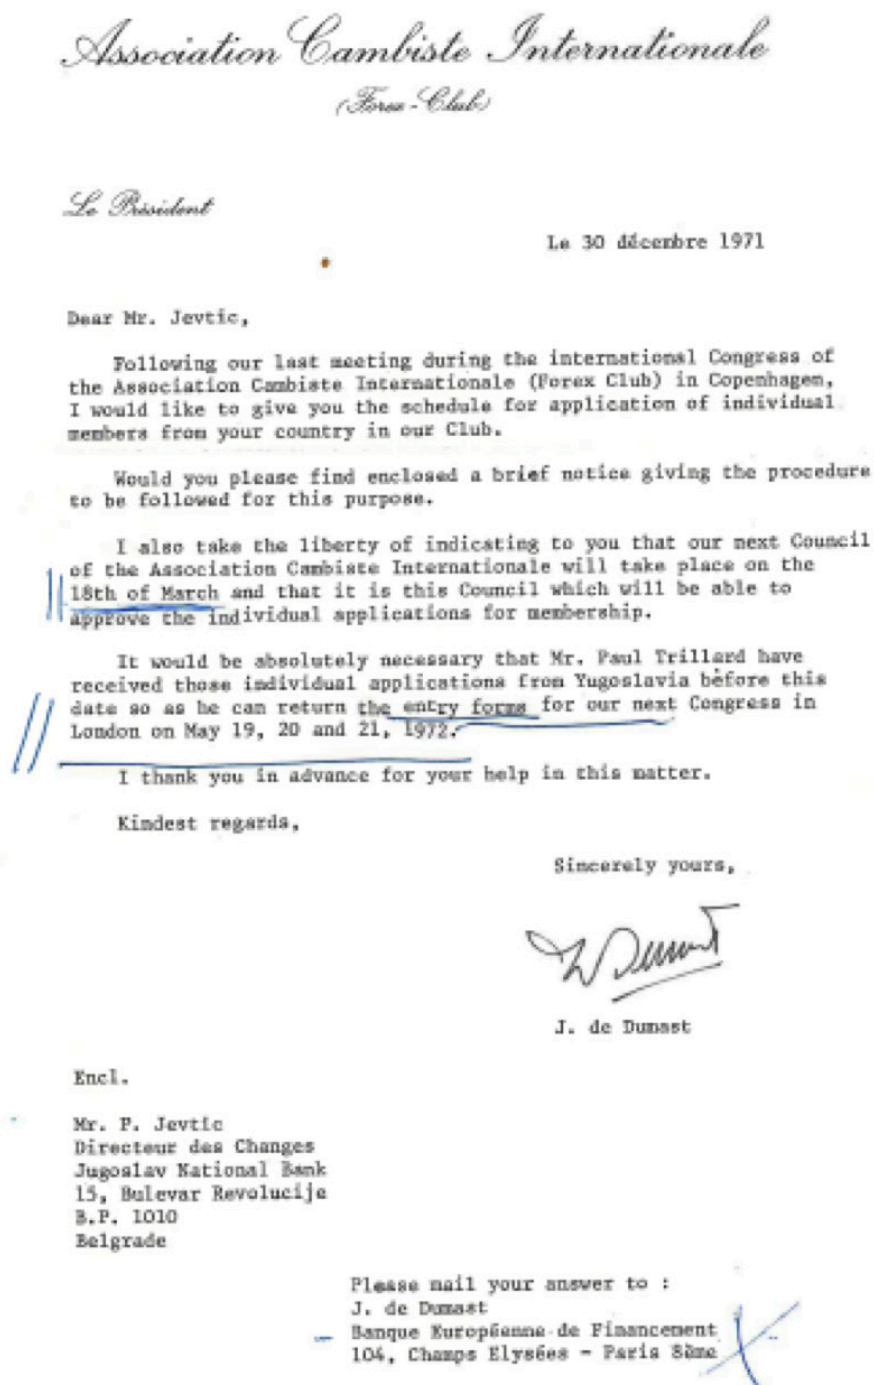 Association Cambiste Internationale
(Forex-Club)
Le Président
Le 30 décembre 1971
Dear Mr. Jevtic,
Following our last meeting during the international Congress of
the Association Cambiste Internationale (Forex Club) in Copenhagen,
I would like to give you the schedule for application of individual
members from your country in our Club.
Would you please find enclosed a brief notice giving the procedure
to be followed for this purpose.
I also take the liberty of indicating to you that our next Council
of the Association Cambiste Internationale will take place on the
18th of March and that it is this Council which will be able to
approve the individual applications for membership.
It would be absolutely necessary that Mr. Paul Trillard have
received those individual applications from Yugoslavia before this
date so as he can return the entry forms for our next Congress in
London on May 19, 20 and 21, 1972.
I thank you in advance for your help in this matter.
Kindest regards,
Sincerely yours,
J. de Dumast
Encl.
Mr. P. Jevtic
Directeur des Changes
Jugoslav National Bank
15, Bulevar Revolucije
B.P. 1010
Belgrade
Please mail your answer to :
J. de Dumast
Banque Européenne de Financement
104, Champs Elysées - Paris 8ème